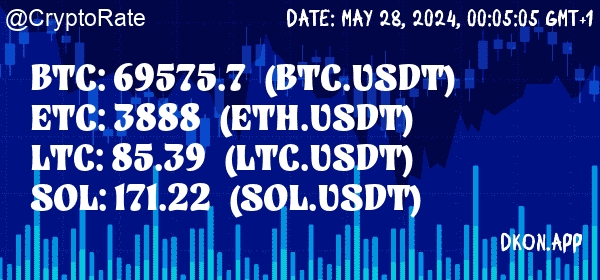 @CryptoRate
DATE: MAY 28, 2024, 00:05:05 GMT+1
BTC: 69575.7 (BTC.USDT)
ETC: 3888 (ETH.USDT)
LTC: 85.39 (LTC.USDT)
SOL: 171.22 (SOL.USDT)
DKON.APP